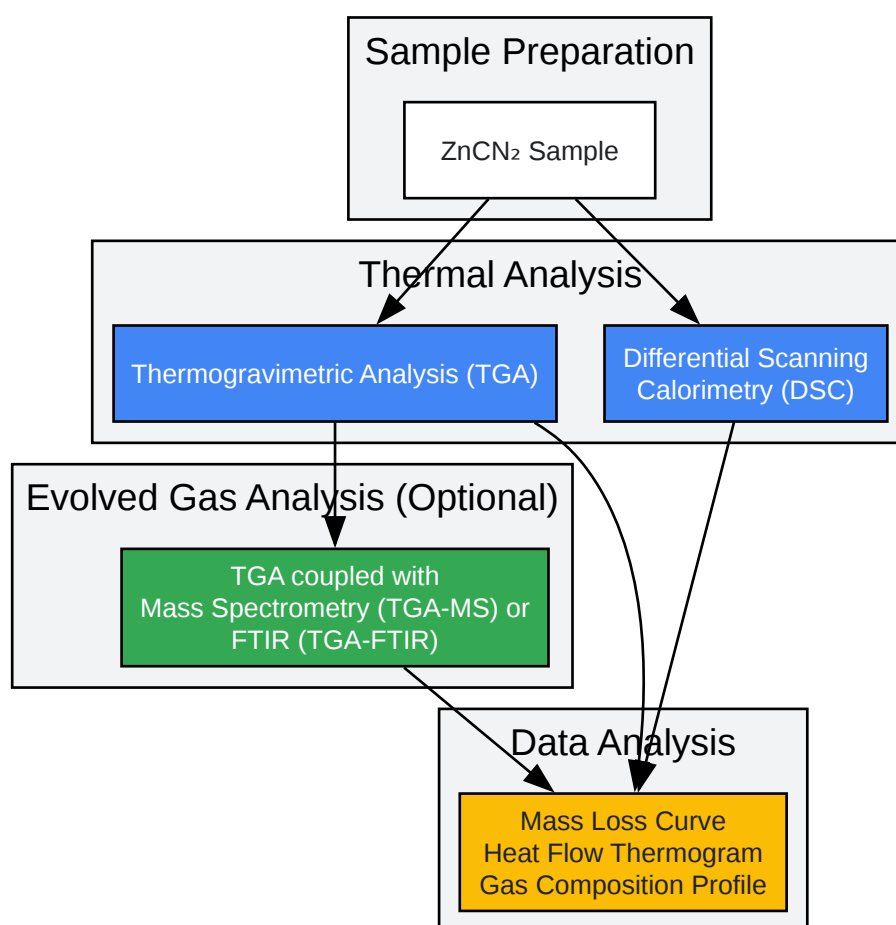 Sample Preparation
ZnCN₂ Sample
Thermal Analysis
Thermogravimetric Analysis (TGA)
Differential Scanning
Calorimetry (DSC)
Evolved Gas Analysis (Optional)
TGA coupled with
Mass Spectrometry (TGA-MS) or
FTIR (TGA-FTIR)
Data Analysis
Mass Loss Curve
Heat Flow Thermogram
Gas Composition Profile